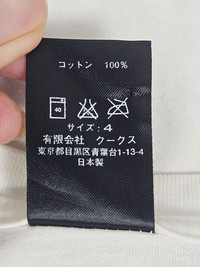 コットン 100%
40
サイズ: 4
有限会社 クークス
東京都目黒区青葉台1-13-4
日本製